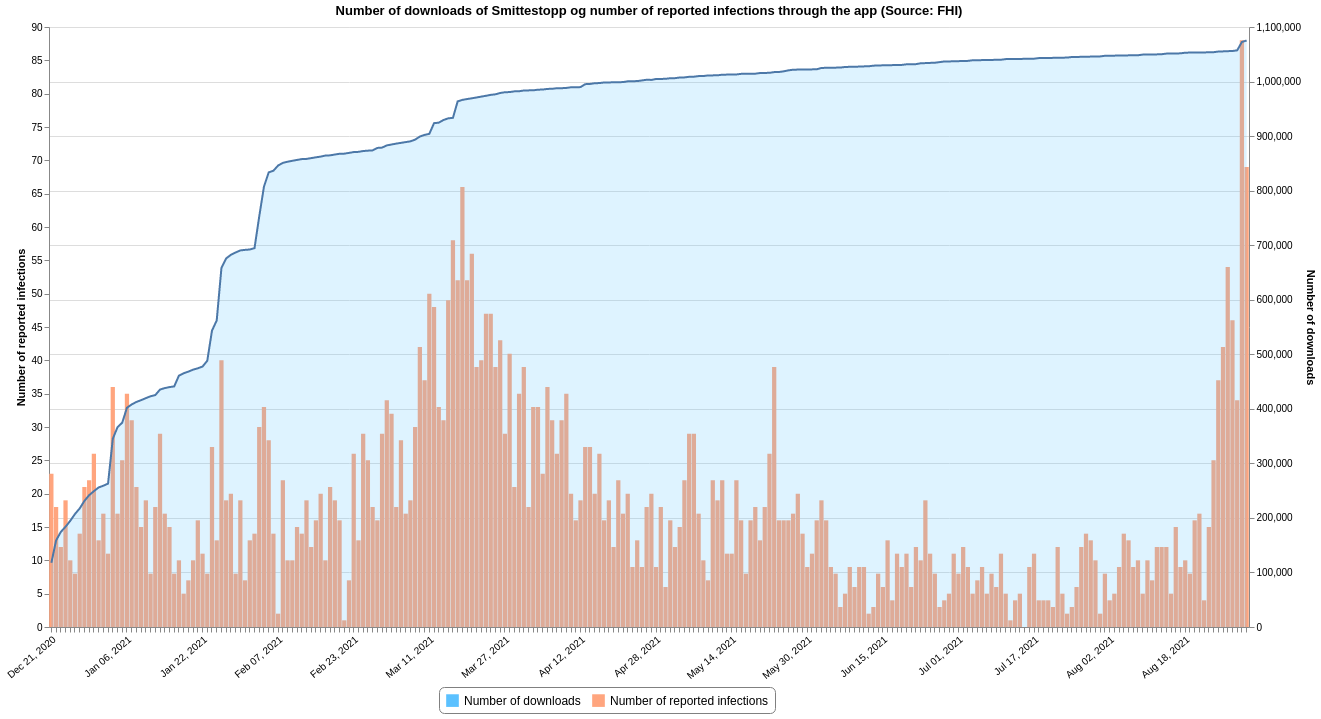 Number of downloads of Smittestopp og number of reported infections through the app (Source: FHI)
90
85
80
75
70
65
60
55
50
45
40
35
30
25
20
15
10
5
0
Number of reported infections
1,100,000
1,000,000
900,000
800,000
700,000
600,000
500,000
400,000
300,000
200,000
100,000
0
Number of downloads
Dec 21, 2020
Jan 06, 2021
Jan 22, 2021
Feb 07, 2021
Feb 23, 2021
Mar 11, 2021
Mar 27, 2021
Apr 12, 2021
Apr 28, 2021
May 14, 2021
May 30, 2021
Jun 15, 2021
Jul 01, 2021
Jul 17, 2021
Aug 02, 2021
Aug 18, 2021
Number of downloads
Number of reported infections